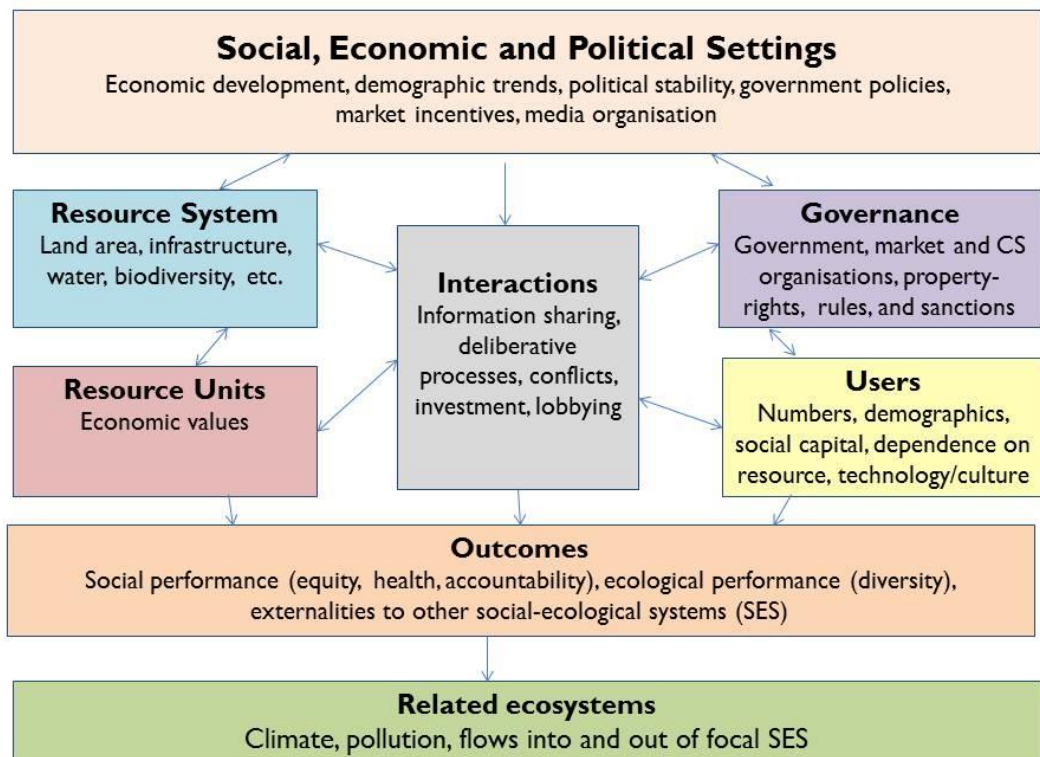 Social, Economic and Political Settings
Economic development, demographic trends, political stability, government policies,
market incentives, media organisation
Resource System
Land area, infrastructure,
water, biodiversity, etc.
Governance
Government, market and CS
organisations, property-
rights, rules, and sanctions
Interactions
Information sharing,
deliberative
processes, conflicts,
investment, lobbying
Resource Units
Economic values
Users
Numbers, demographics,
social capital, dependence on
resource, technology/culture
Outcomes
Social performance (equity, health, accountability), ecological performance (diversity),
externalities to other social-ecological systems (SES)
Related ecosystems
Climate, pollution, flows into and out of focal SES